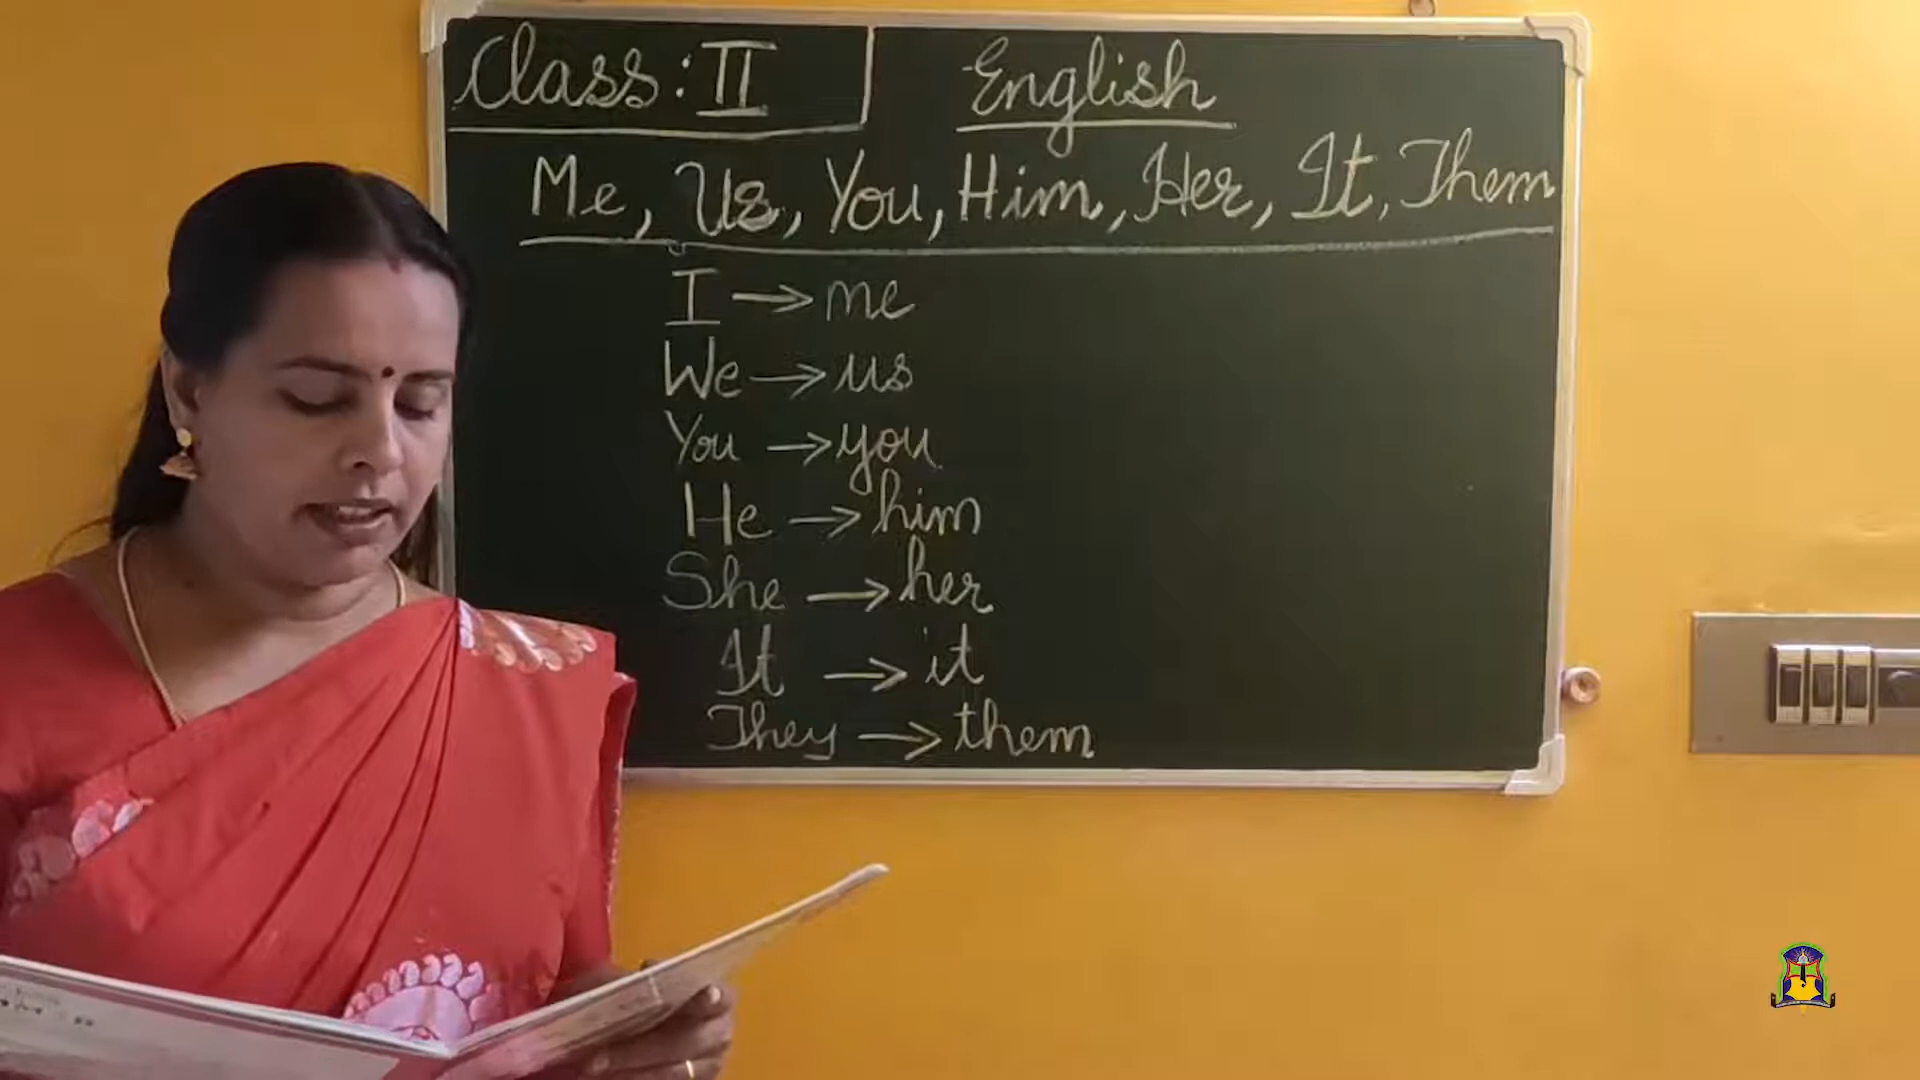 Class: II
English
Me, Us, You, Him, Her, It, Them
I → me
We → us
You → you
He → him
She → her
It → it
They → them